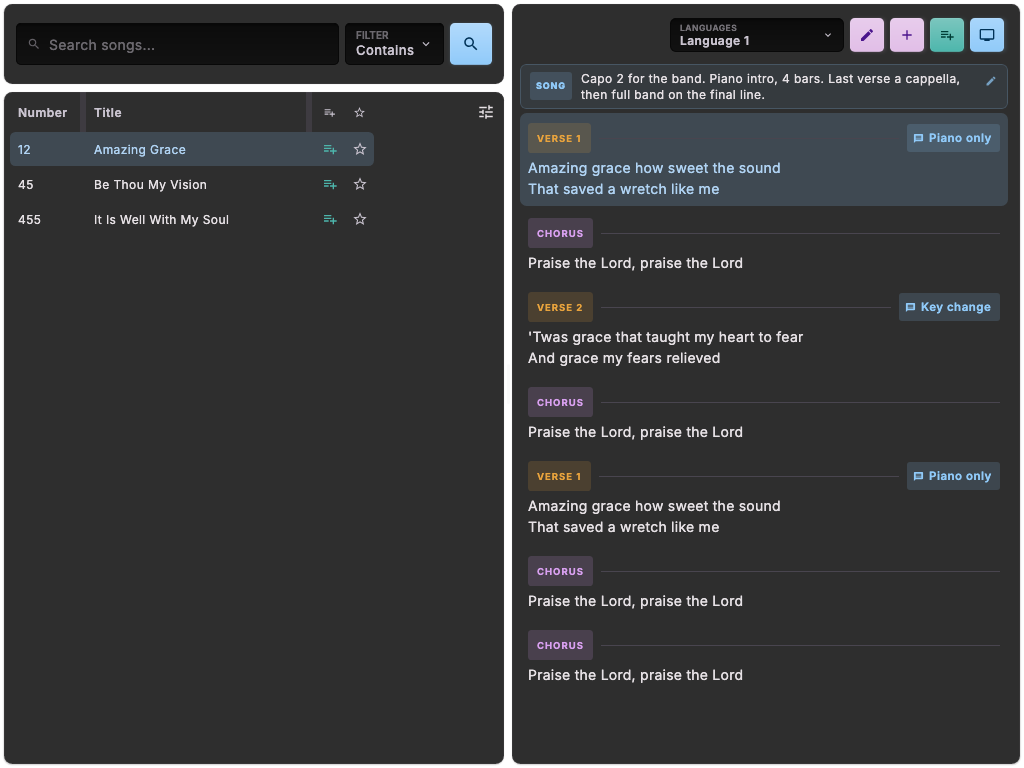 Search songs...
FILTER
Contains
Number Title
12 Amazing Grace
45 Be Thou My Vision
455 It Is Well With My Soul
LANGUAGES
Language 1
SONG
Capo 2 for the band. Piano intro, 4 bars. Last verse a cappella,
then full band on the final line.
VERSE 1 Piano only
Amazing grace how sweet the sound
That saved a wretch like me
CHORUS
Praise the Lord, praise the Lord
VERSE 2 Key change
'Twas grace that taught my heart to fear
And grace my fears relieved
CHORUS
Praise the Lord, praise the Lord
VERSE 1 Piano only
Amazing grace how sweet the sound
That saved a wretch like me
CHORUS
Praise the Lord, praise the Lord
CHORUS
Praise the Lord, praise the Lord